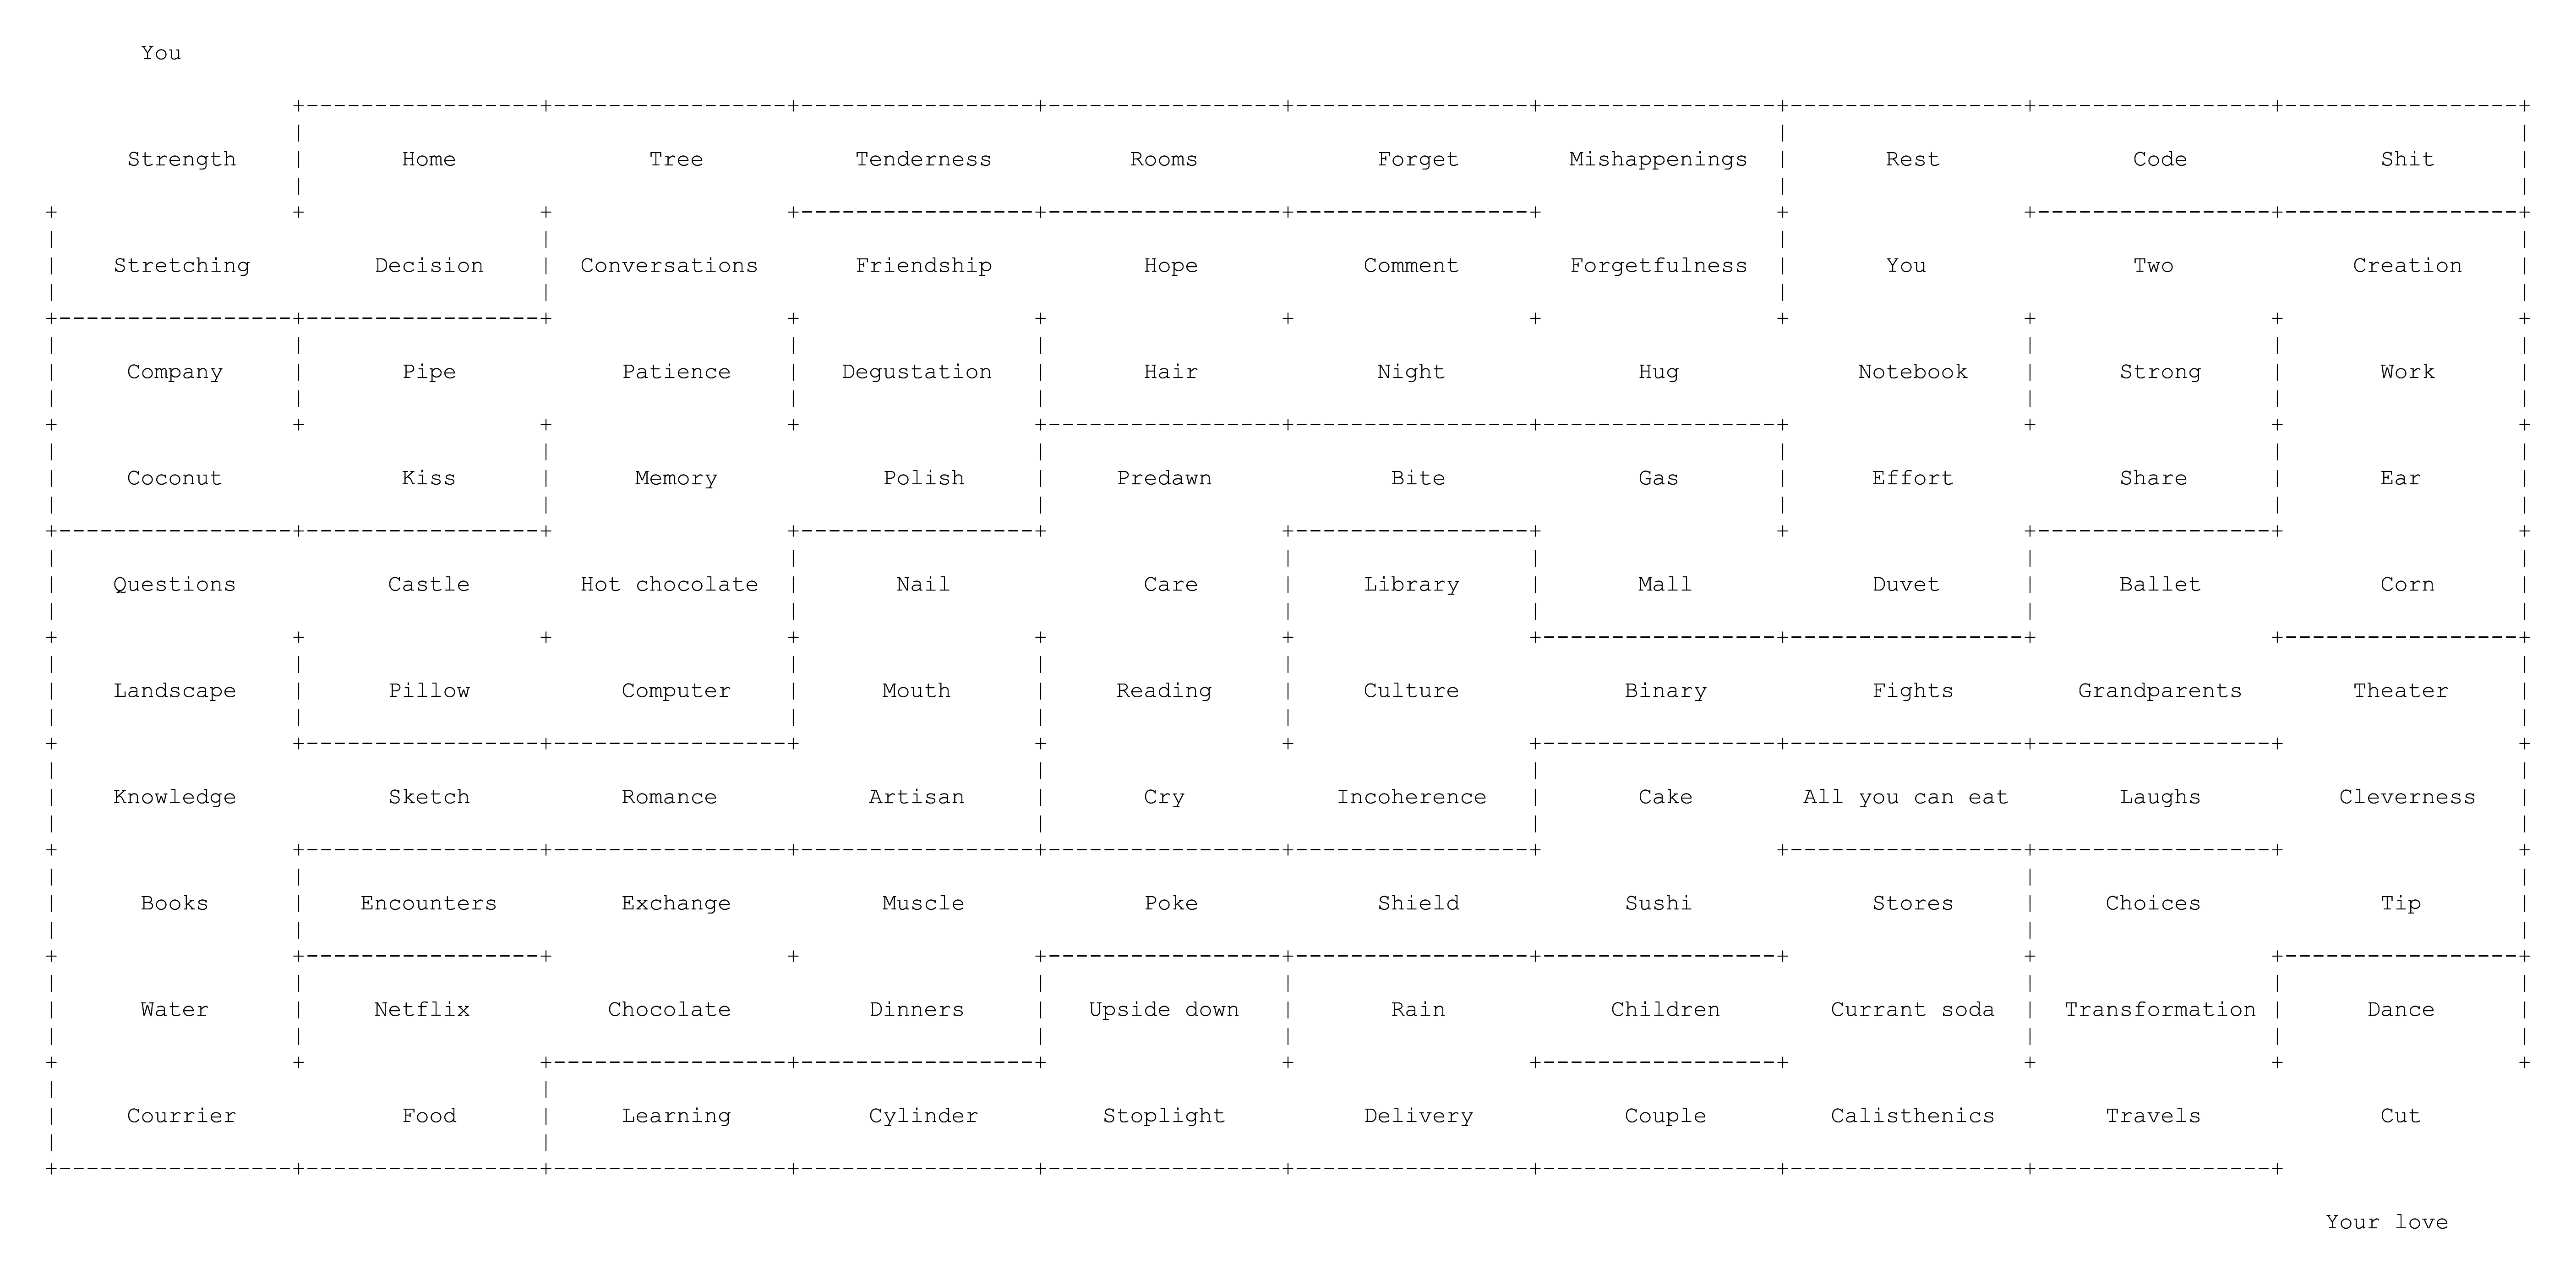 You
Strength Home Tree Tenderness Rooms Forget Mishappenings Rest Code Shit
Stretching Decision Conversations Friendship Hope Comment Forgetfulness You Two Creation
Company Pipe Patience Degustation Hair Night Hug Notebook Strong Work
Coconut Kiss Memory Polish Predawn Bite Gas Effort Share Ear
Questions Castle Hot chocolate Nail Care Library Mall Duvet Ballet Corn
Landscape Pillow Computer Mouth Reading Culture Binary Fights Grandparents Theater
Knowledge Sketch Romance Artisan Cry Incoherence Cake All you can eat Laughs Cleverness
Books Encounters Exchange Muscle Poke Shield Sushi Stores Choices Tip
Water Netflix Chocolate Dinners Upside down Rain Children Currant soda Transformation Dance
Courrier Food Learning Cylinder Stoplight Delivery Couple Calisthenics Travels Cut
Your love